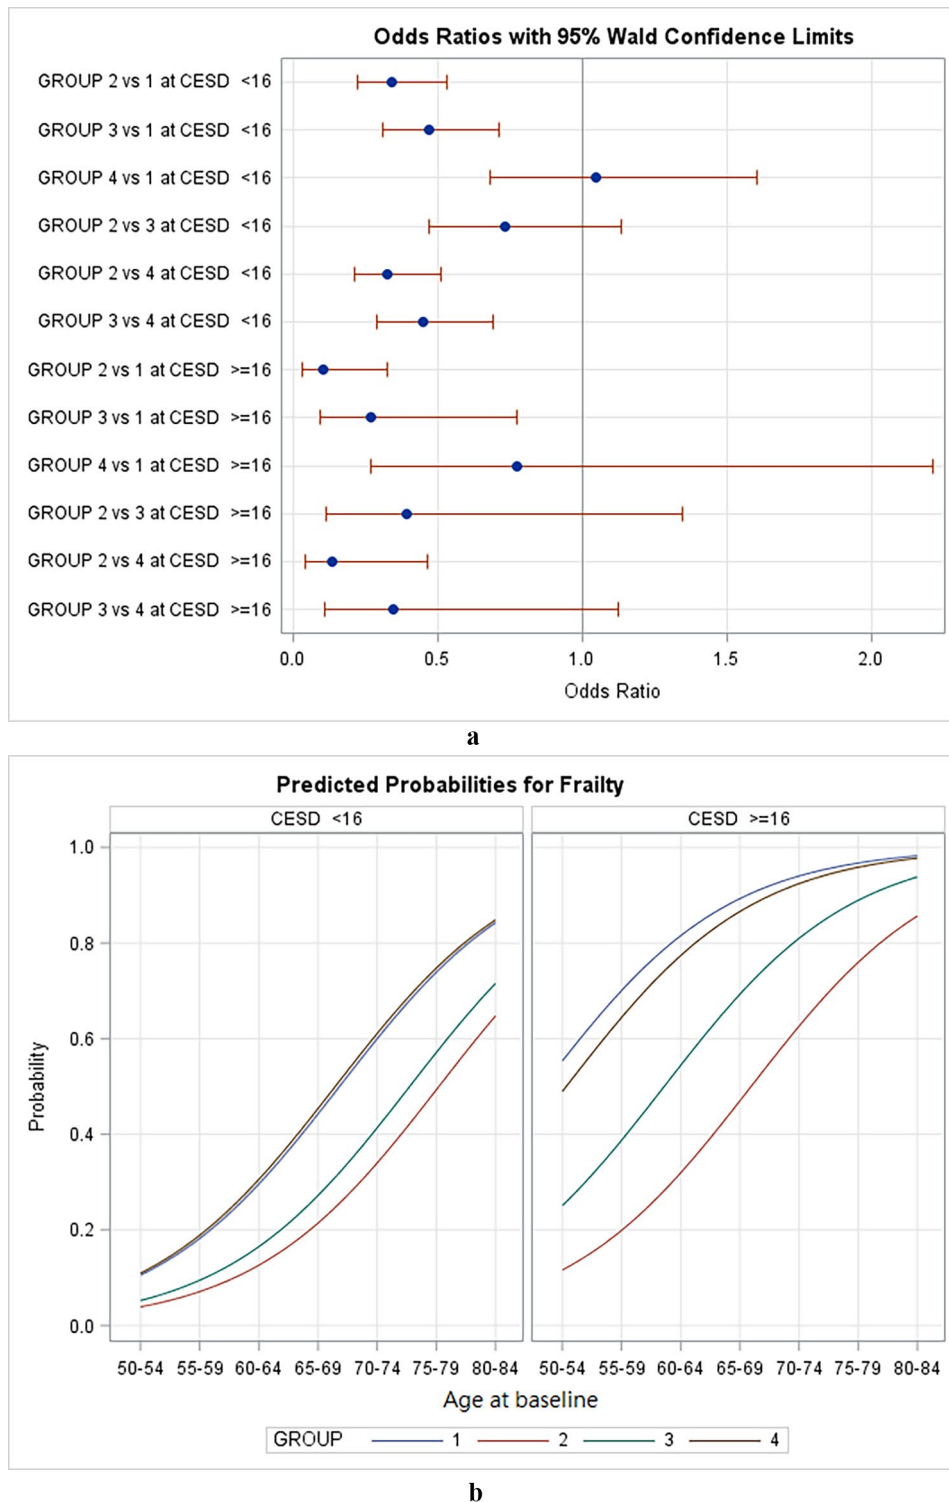 Odds Ratios with 95% Wald Confidence Limits
GROUP 2 vs 1 at CESD <16
GROUP 3 vs 1 at CESD <16
GROUP 4 vs 1 at CESD <16
GROUP 2 vs 3 at CESD <16
GROUP 2 vs 4 at CESD <16
GROUP 3 vs 4 at CESD <16
GROUP 2 vs 1 at CESD >=16
GROUP 3 vs 1 at CESD >=16
GROUP 4 vs 1 at CESD >=16
GROUP 2 vs 3 at CESD >=16
GROUP 2 vs 4 at CESD >=16
GROUP 3 vs 4 at CESD >=16
0.0 0.5 1.0 1.5 2.0
Odds Ratio
a
Predicted Probabilities for Frailty
CESD <16 CESD >=16
1.0
0.8
0.6
0.4
0.2
0.0
Probability
50-54 55-59 60-64 65-69 70-74 75-79 80-84 50-54 55-59 60-64 65-69 70-74 75-79 80-84
Age at baseline
GROUP 1 2 3 4
b